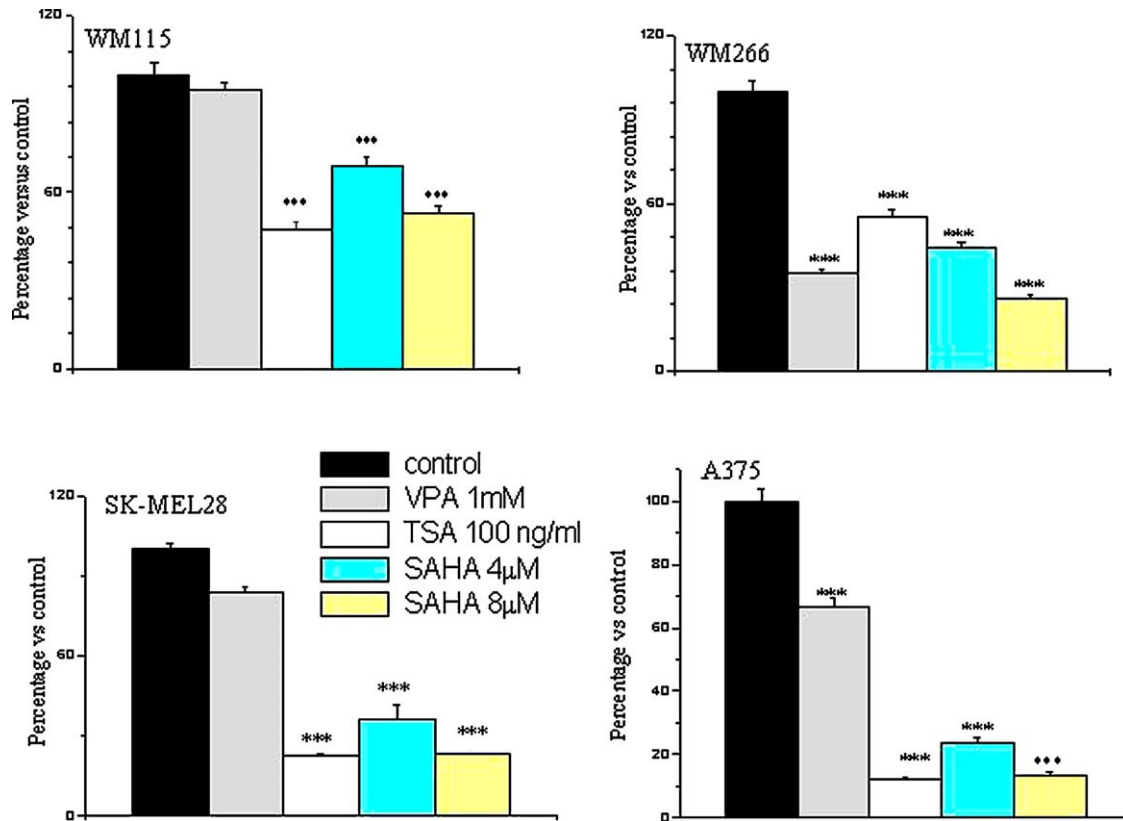 WM115
Percentage versus control
120
60
0
♦♦♦
♦♦♦
♦♦♦
WM266
Percentage vs control
120
60
0
***
***
***
***
SK-MEL28
Percentage vs control
120
60
0
***
***
***
control
VPA 1mM
TSA 100 ng/ml
SAHA 4µM
SAHA 8µM
A375
Percentage vs control
100
80
60
40
20
0
***
***
***
♦♦♦